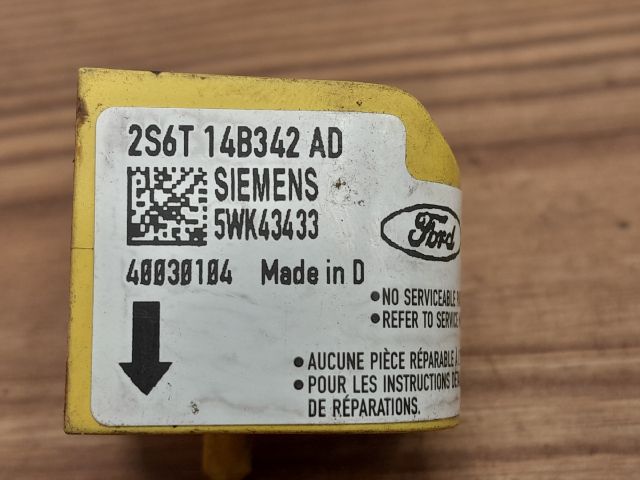 2S6T 14B342 AD
SIEMENS
5WK43433
Ford
40030104 Made in D
• NO SERVICEABLE
• REFER TO SERVICE
• AUCUNE PIÈCE RÉPARABLE
• POUR LES INSTRUCTIONS DE
DE RÉPARATIONS.